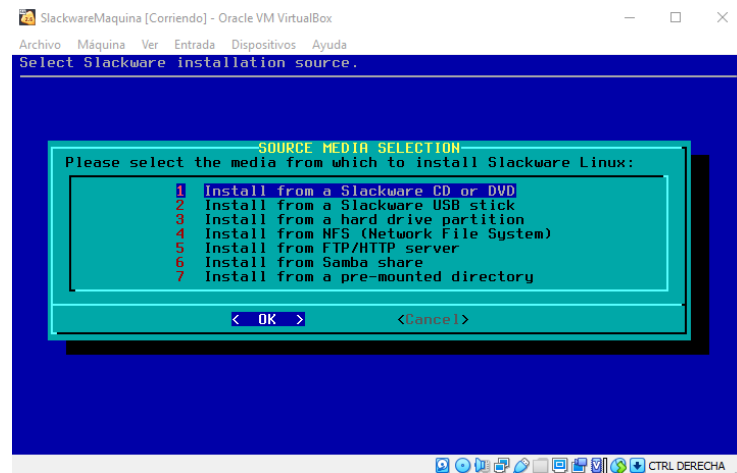 SlackwareMaquina [Corriendo] - Oracle VM VirtualBox
Archivo Máquina Ver Entrada Dispositivos Ayuda
Select Slackware installation source.
SOURCE MEDIA SELECTION
Please select the media from which to install Slackware Linux:
1 Install from a Slackware CD or DVD
2 Install from a Slackware USB stick
3 Install from a hard drive partition
4 Install from NFS (Network File System)
5 Install from FTP/HTTP server
6 Install from Samba share
7 Install from a pre-mounted directory
< OK > <Cancel>
CTRL DERECHA